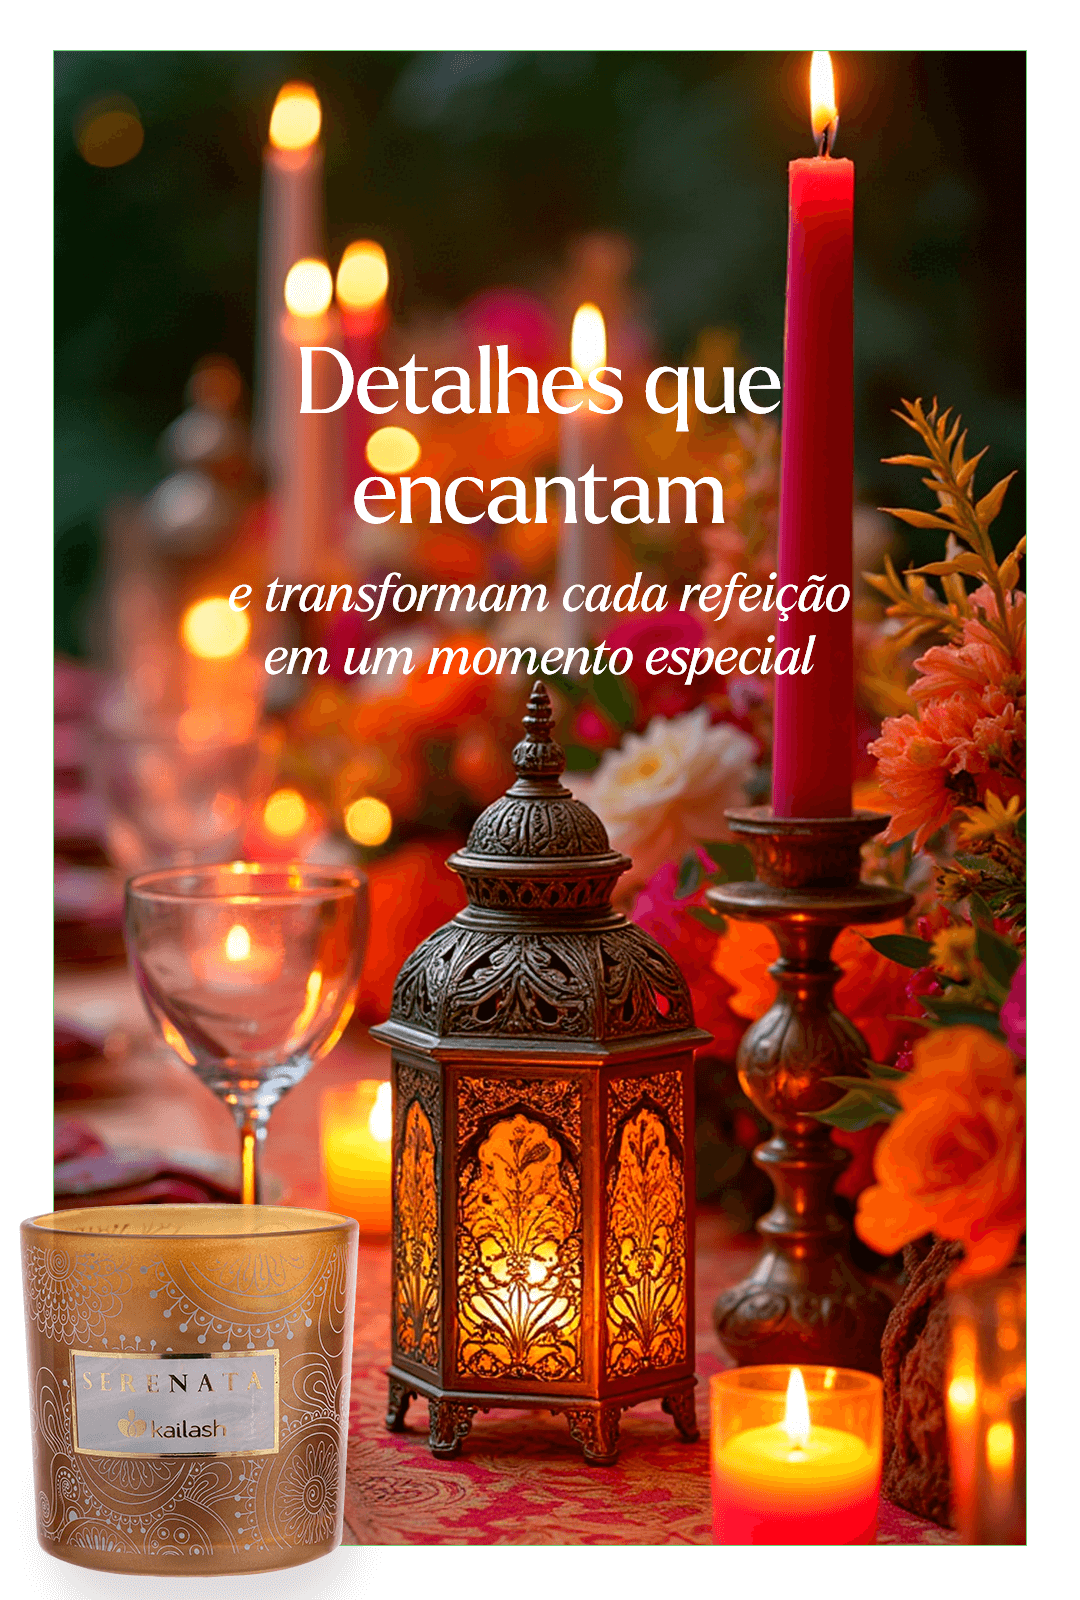 Detalhes que
encantam
e transformam cada refeição
em um momento especial
SERENATA
kailash